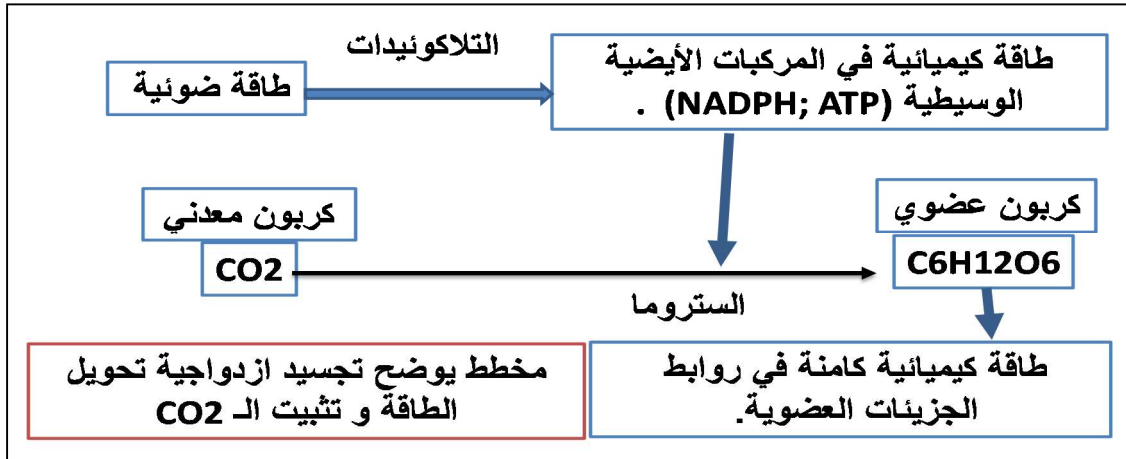 التلاكوئيدات
طاقة ضوئية
طاقة كيميائية في المركبات الأيضية
الوسيطية (NADPH; ATP) .
كربون معدني
CO2
كربون عضوي
C6H12O6
الستروما
طاقة كيميائية كامنة في روابط
الجزيئات العضوية.
مخطط يوضح تجسيد ازدواجية تحويل
الطاقة و تثبيت الـ CO2